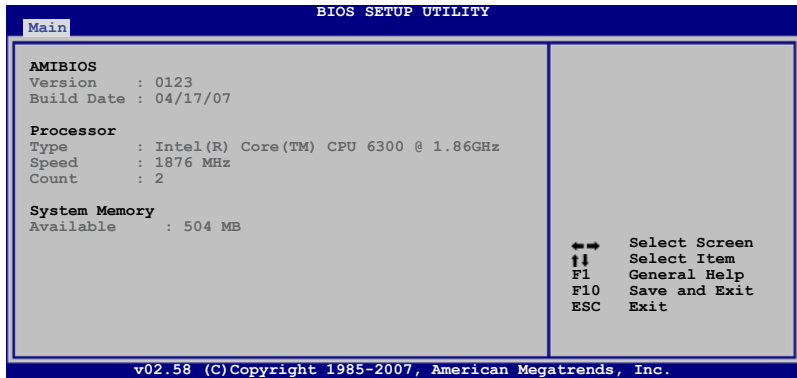 BIOS SETUP UTILITY
Main
AMIBIOS
Version : 0123
Build Date : 04/17/07
Processor
Type : Intel(R) Core(TM) CPU 6300 @ 1.86GHz
Speed : 1876 MHz
Count : 2
System Memory
Available : 504 MB
←→ Select Screen
↑↓ Select Item
F1 General Help
F10 Save and Exit
ESC Exit
v02.58 (C)Copyright 1985-2007, American Megatrends, Inc.